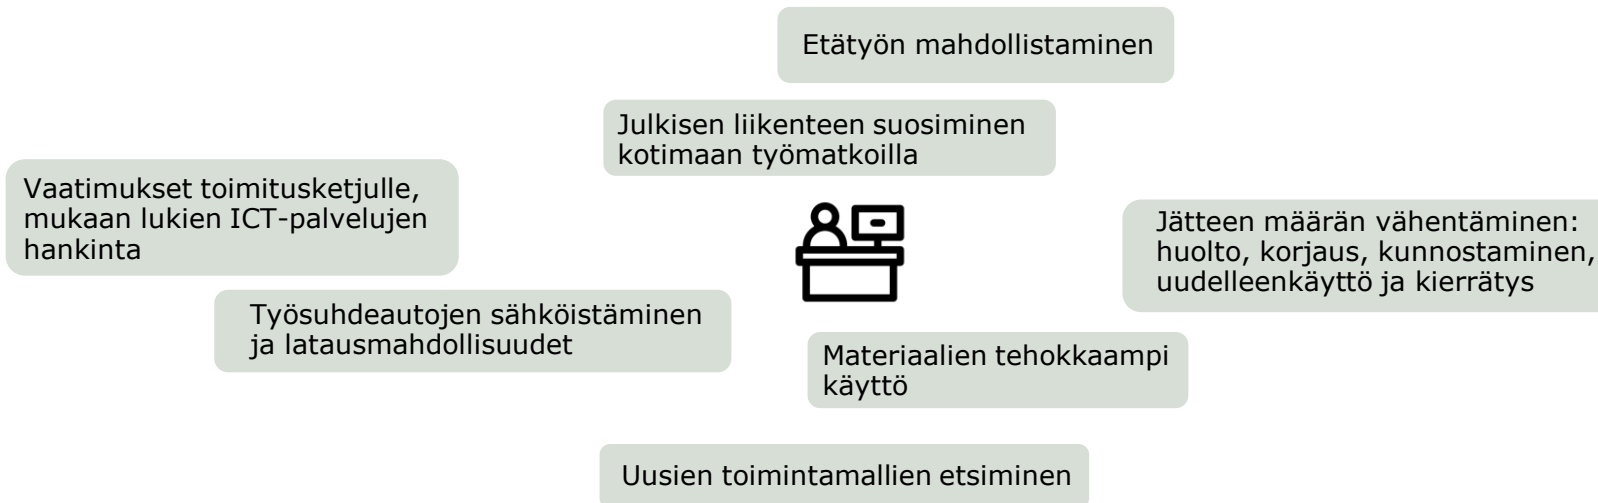 Etätyön mahdollistaminen
Julkisen liikenteen suosiminen
kotimaan työmatkoilla
Vaatimukset toimitusketjulle,
mukaan lukien ICT-palvelujen
hankinta
Jätteen määrän vähentäminen:
huolto, korjaus, kunnostaminen,
uudelleenkäyttö ja kierrätys
Työsuhdeautojen sähköistäminen
ja latausmahdollisuudet
Materiaalien tehokkaampi
käyttö
Uusien toimintamallien etsiminen